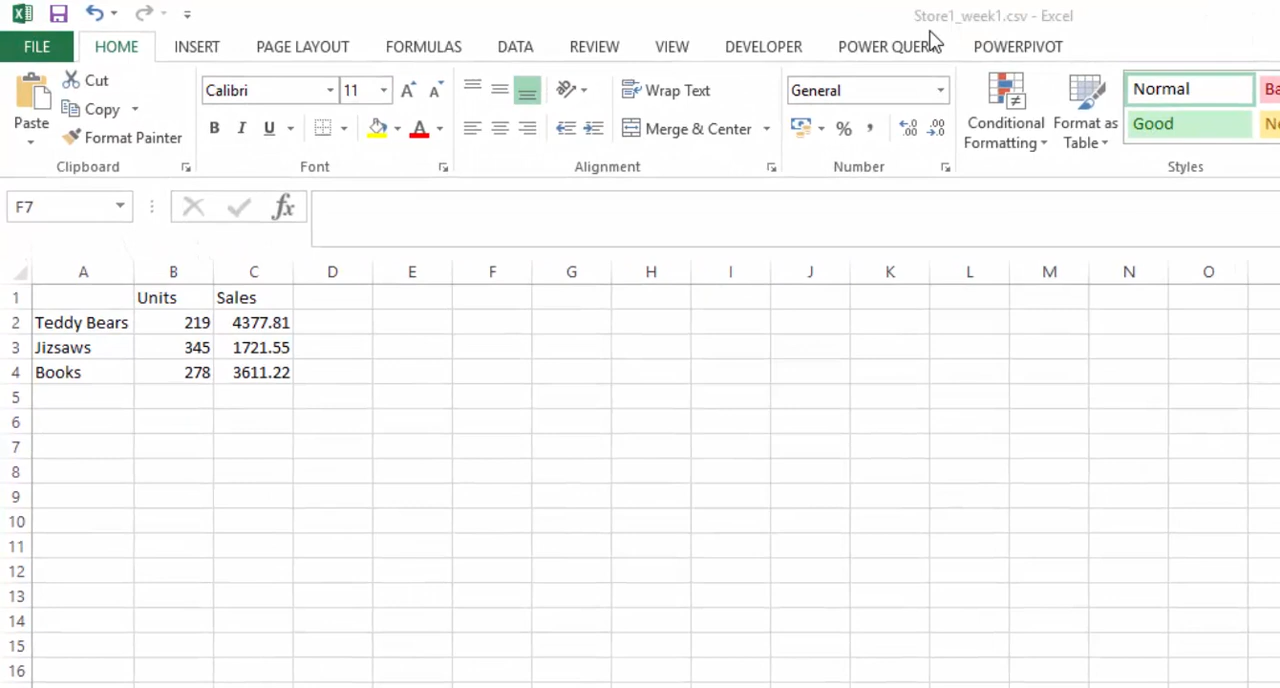 Store1_week1.csv - Excel
FILE HOME INSERT PAGE LAYOUT FORMULAS DATA REVIEW VIEW DEVELOPER POWER QUERY POWERPIVOT
Cut
Copy
Format Painter
Paste
Clipboard
Calibri 11
B I U A
Font
Wrap Text
Merge & Center
Alignment
General
%
Number
Conditional Formatting
Format as Table
Normal
Good
Styles
F7 fx
A B C D E F G H I J K L M N O
1 Units Sales
2 Teddy Bears 219 4377.81
3 Jizsaws 345 1721.55
4 Books 278 3611.22
5
6
7
8
9
10
11
12
13
14
15
16